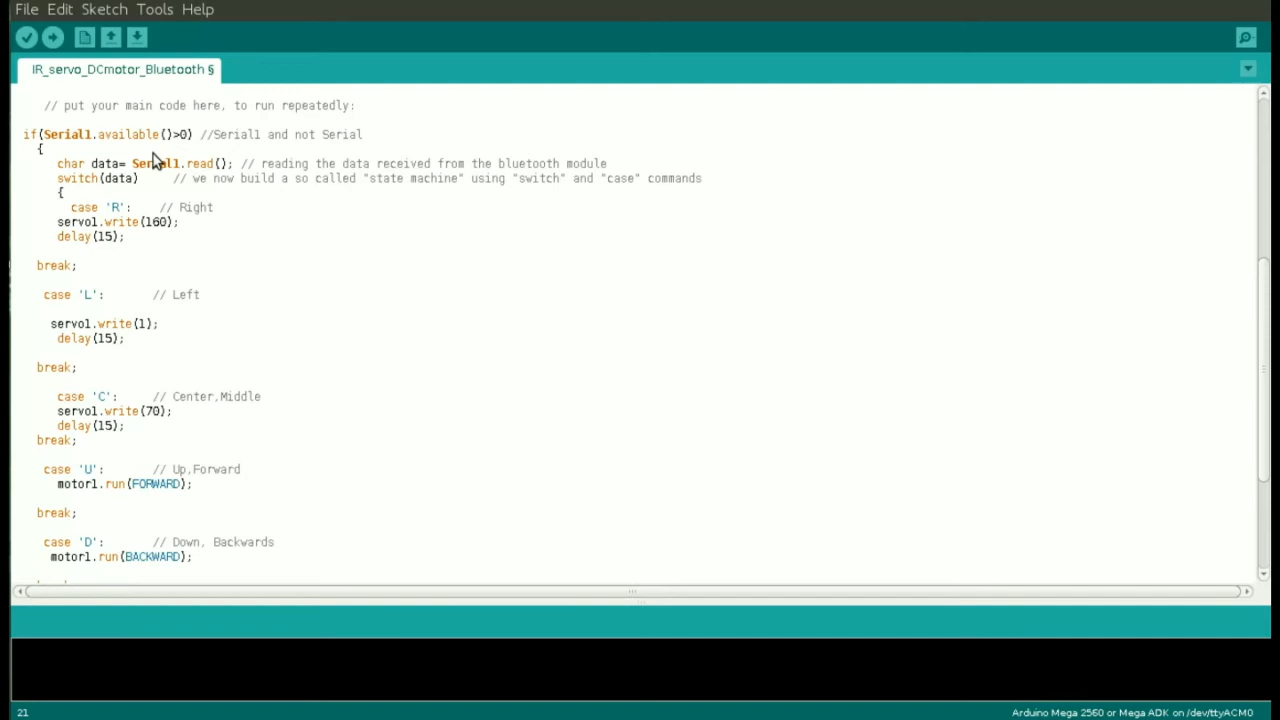 File Edit Sketch Tools Help
IR_servo_DCmotor_Bluetooth §
// put your main code here, to run repeatedly:
if(Serial1.available()>0) //Serial1 and not Serial
{
char data= Serial1.read(); // reading the data received from the bluetooth module
switch(data) // we now build a so called "state machine" using "switch" and "case" commands
{
case 'R': // Right
servo1.write(160);
delay(15);
break;
case 'L': // Left
servo1.write(1);
delay(15);
break;
case 'C': // Center,Middle
servo1.write(70);
delay(15);
break;
case 'U': // Up,Forward
motor1.run(FORWARD);
break;
case 'D': // Down, Backwards
motor1.run(BACKWARD);
21
Arduino Mega 2560 or Mega ADK on /dev/ttyACM0